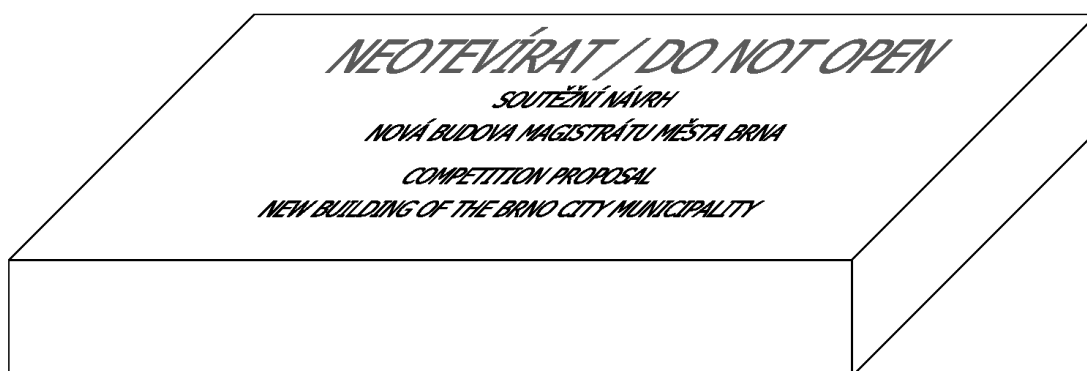 NEOTEVÍRAT / DO NOT OPEN
SOUTĚŽNÍ NÁVRH
NOVÁ BUDOVA MAGISTRÁTU MĚSTA BRNA
COMPETITION PROPOSAL
NEW BUILDING OF THE BRNO CITY MUNICIPALITY